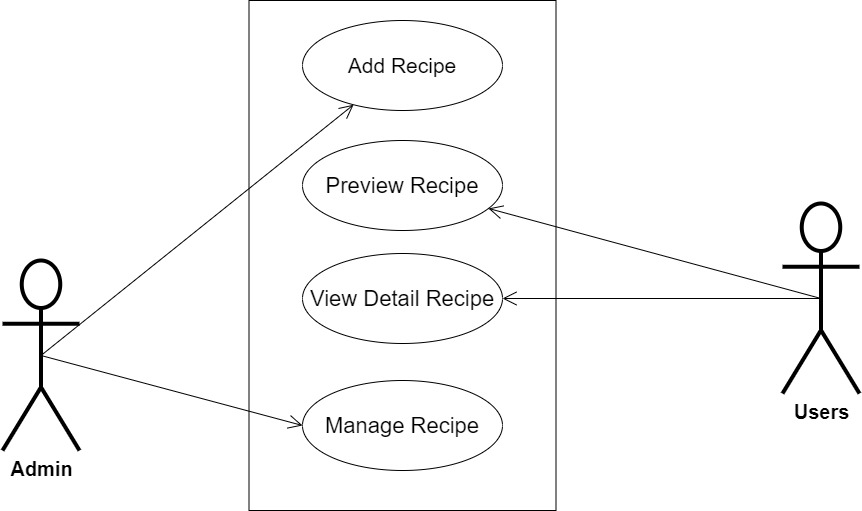 Add Recipe
Preview Recipe
View Detail Recipe
Manage Recipe
Admin
Users